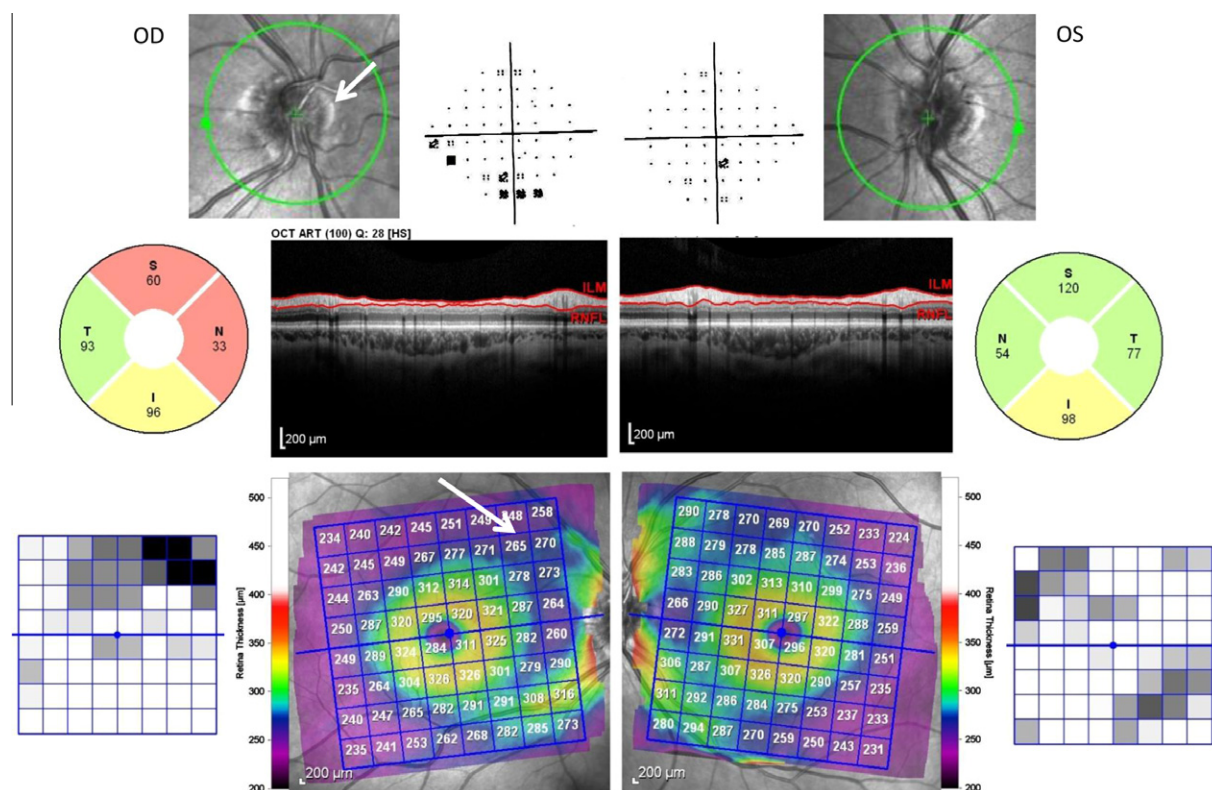 OD
OS
OCT ART (100) Q: 28 [HS]
S
60
T
93
N
33
I
96
ILM
RNFL
200 µm
ILM
RNFL
200 µm
S
120
N
54
T
77
I
98
Retina Thickness [µm]
500
450
400
350
300
250
200
234 240 242 245 251 249 248 258
242 245 249 267 277 271 265 270
244 263 290 312 314 301 278 273
250 287 320 295 320 321 287 264
249 289 324 284 311 325 282 260
235 264 304 326 326 301 279 290
240 247 265 282 291 291 308 316
235 241 253 262 268 282 285 273
200 µm
290 278 270 269 270 252 233 224
288 279 278 285 287 274 253 236
283 286 302 313 310 299 275 249
266 290 327 311 297 322 288 259
272 291 331 307 296 320 281 251
306 287 307 326 320 290 257 235
311 292 286 284 275 253 237 233
280 294 287 270 259 250 243 231
200 µm
500
450
400
350
300
250
200
Retina Thickness [µm]